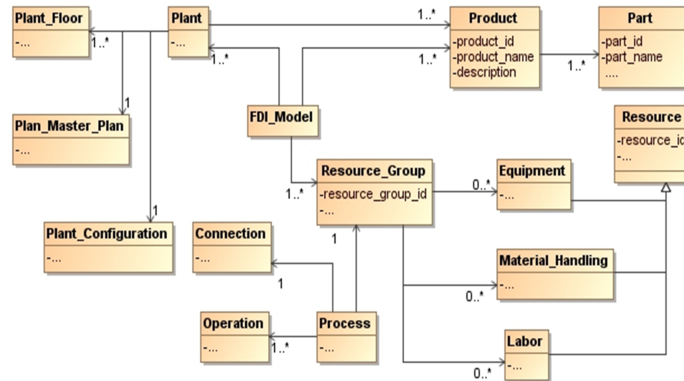 Plant_Floor
-...
Plant
-...
Product
-product_id
-product_name
-description
Part
-part_id
-part_name
....
1..*
1..*
1..*
1..*
1..*
1
Plan_Master_Plan
-...
FDI_Model
Resource
-resource_id
-...
Resource_Group
-resource_group_id
-...
1..*
0..*
Equipment
-...
1
Plant_Configuration
-...
Connection
-...
1
1
Material_Handling
-...
0..*
Operation
-...
1..*
Process
-...
Labor
-...
0..*